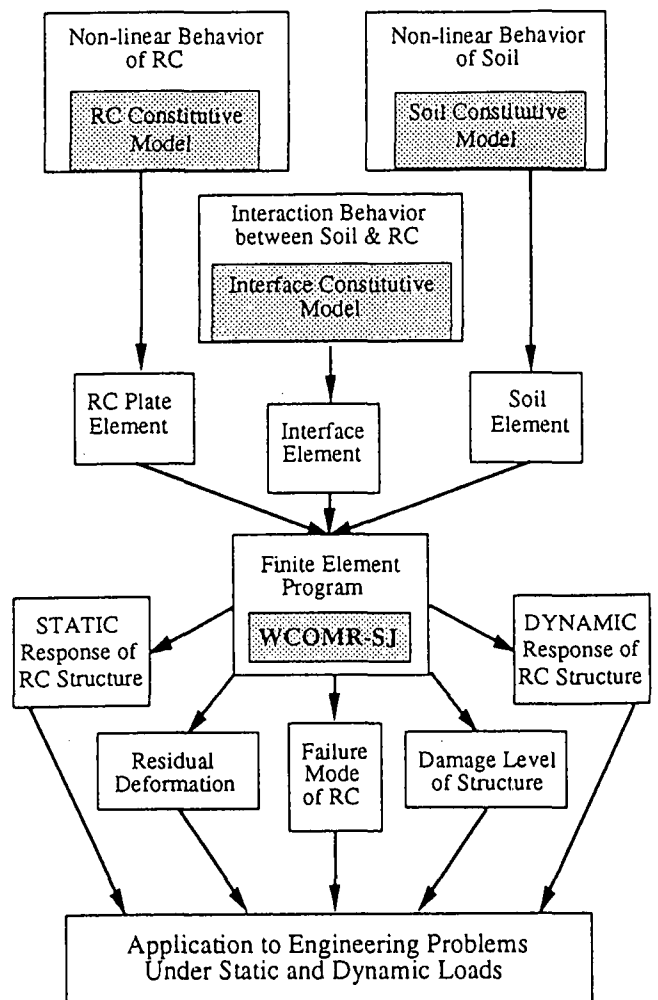 Non-linear Behavior
of RC
RC Constitutive
Model
Non-linear Behavior
of Soil
Soil Constitutive
Model
Interaction Behavior
between Soil & RC
Interface Constitutive
Model
RC Plate
Element
Interface
Element
Soil
Element
Finite Element
Program
WCOMR-SJ
STATIC
Response of
RC Structure
DYNAMIC
Response of
RC Structure
Residual
Deformation
Failure
Mode
of RC
Damage Level
of Structure
Application to Engineering Problems
Under Static and Dynamic Loads